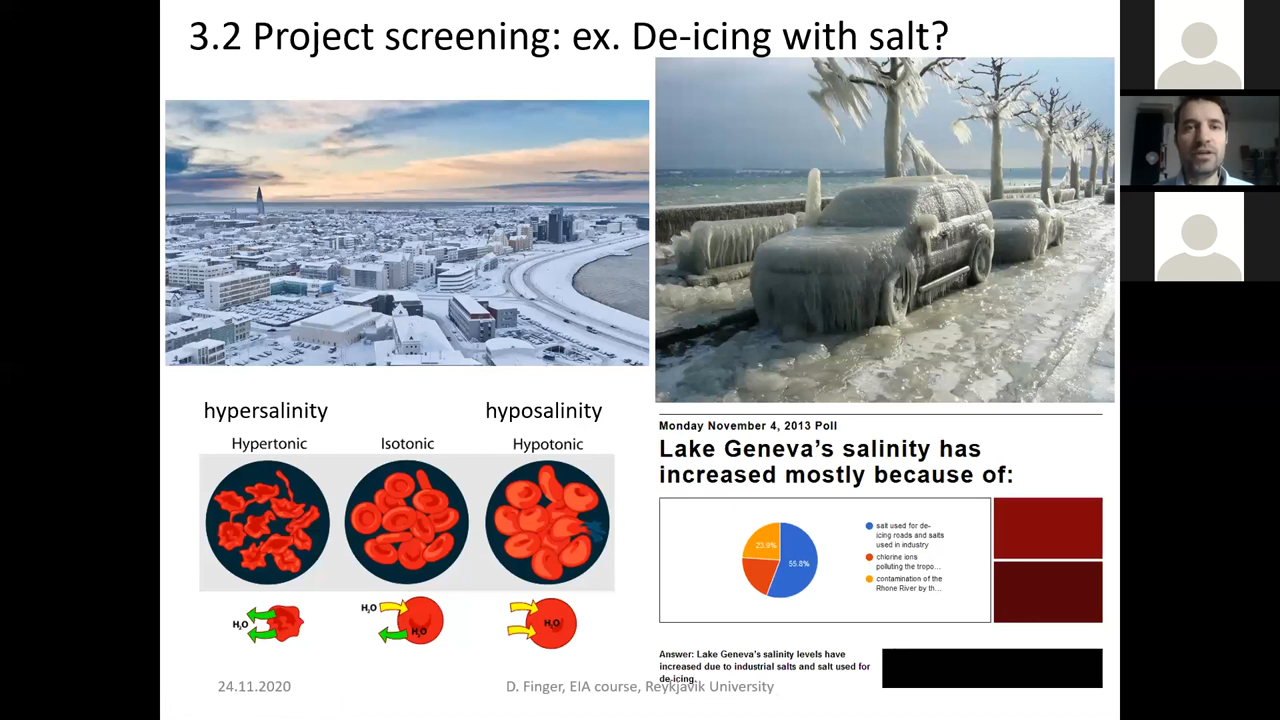 3.2 Project screening: ex. De-icing with salt?
hypersalinity
hyposalinity
Hypertonic
Isotonic
Hypotonic
H₂O
H₂O
H₂O
H₂O
Monday November 4, 2013 Poll
Lake Geneva's salinity has
increased mostly because of:
23.9%
55.8%
salt used for de-
icing roads and salts
used in industry
chlorine ions
polluting the tropo...
contamination of the
Rhone River by th...
Answer: Lake Geneva's salinity levels have
increased due to industrial salts and salt used for
de-icing.
24.11.2020
D. Finger, EIA course, Reykjavik University